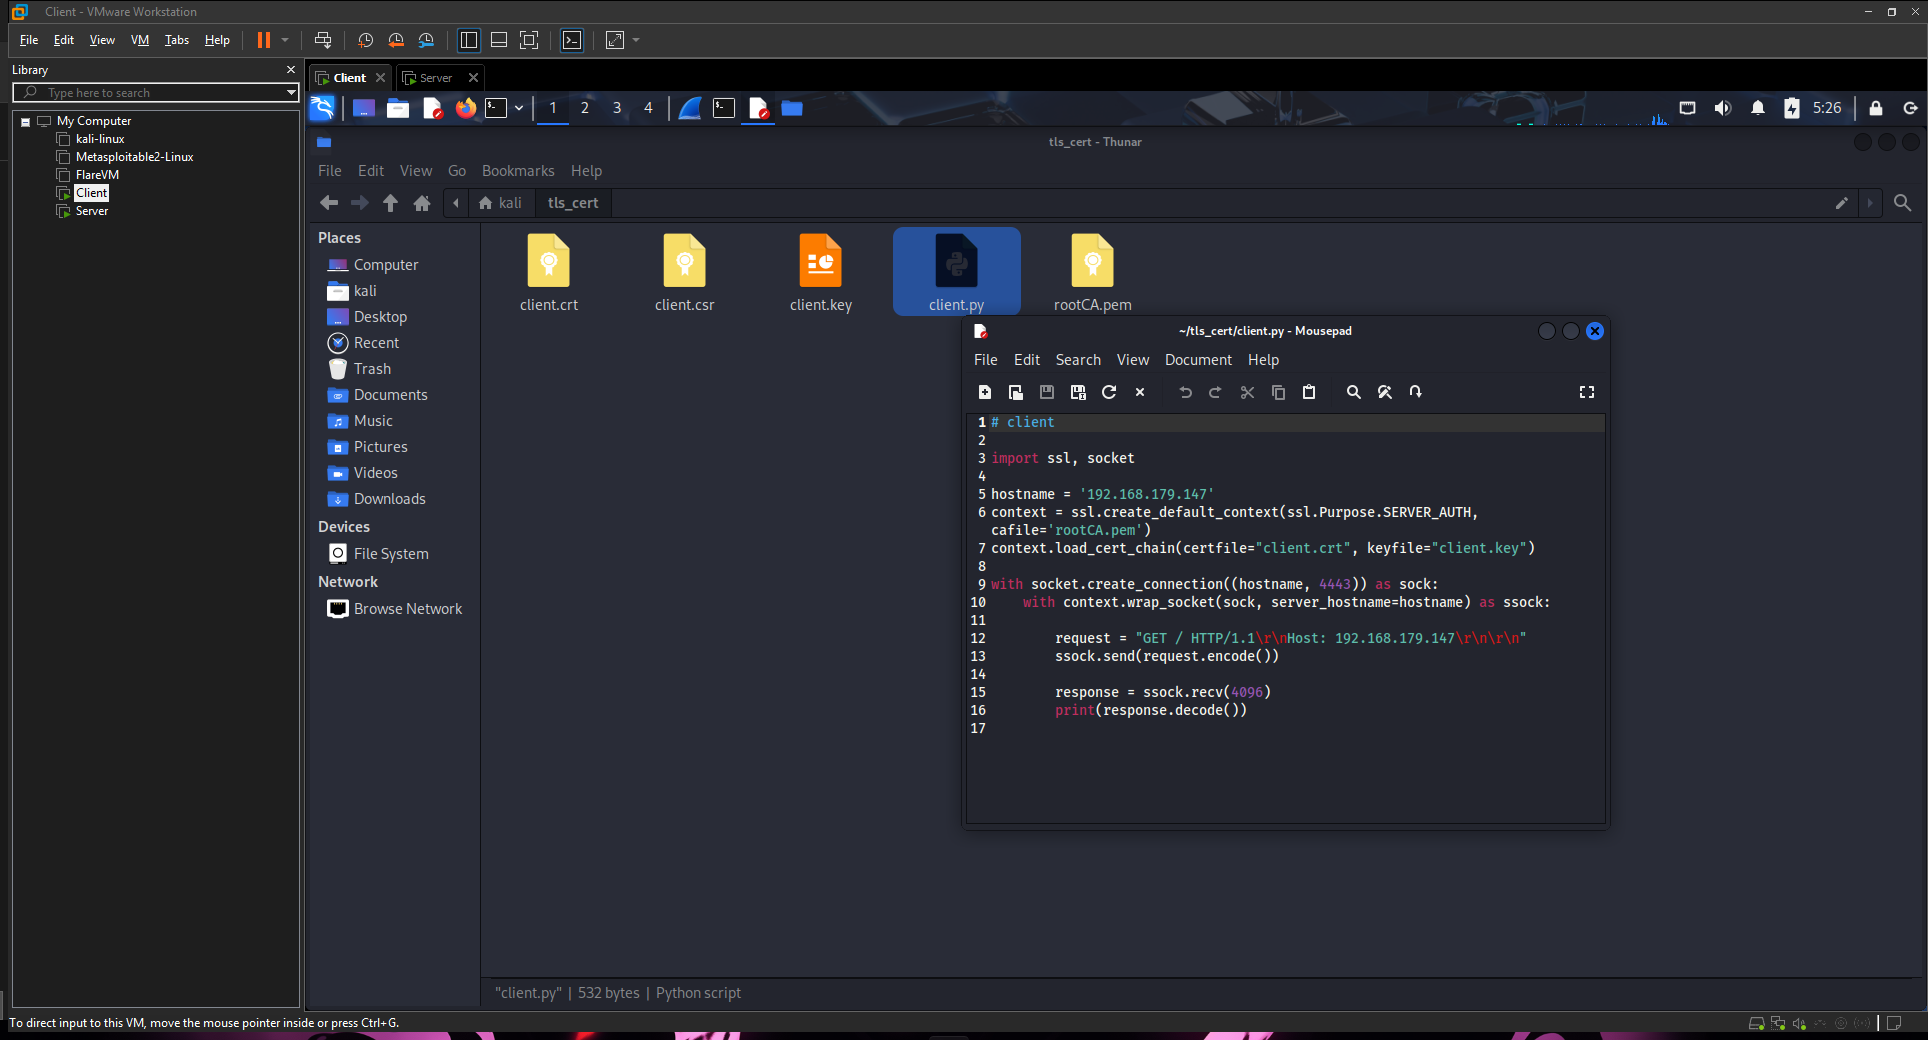 Client - VMware Workstation
File Edit View VM Tabs Help
Library
Type here to search
My Computer
kali-linux
Metasploitable2-Linux
FlareVM
Client
Server
Client
Server
1 2 3 4
5:26
tls_cert - Thunar
File Edit View Go Bookmarks Help
kali
tls_cert
Places
Computer
kali
Desktop
Recent
Trash
Documents
Music
Pictures
Videos
Downloads
Devices
File System
Network
Browse Network
client.crt
client.csr
client.key
client.py
rootCA.pem
~/tls_cert/client.py - Mousepad
File Edit Search View Document Help
1 # client
2
3 import ssl, socket
4
5 hostname = '192.168.179.147'
6 context = ssl.create_default_context(ssl.Purpose.SERVER_AUTH,
cafile='rootCA.pem')
7 context.load_cert_chain(certfile="client.crt", keyfile="client.key")
8
9 with socket.create_connection((hostname, 4443)) as sock:
10     with context.wrap_socket(sock, server_hostname=hostname) as ssock:
11
12         request = "GET / HTTP/1.1\r\nHost: 192.168.179.147\r\n\r\n"
13         ssock.send(request.encode())
14
15         response = ssock.recv(4096)
16         print(response.decode())
17
"client.py" | 532 bytes | Python script
To direct input to this VM, move the mouse pointer inside or press Ctrl+G.